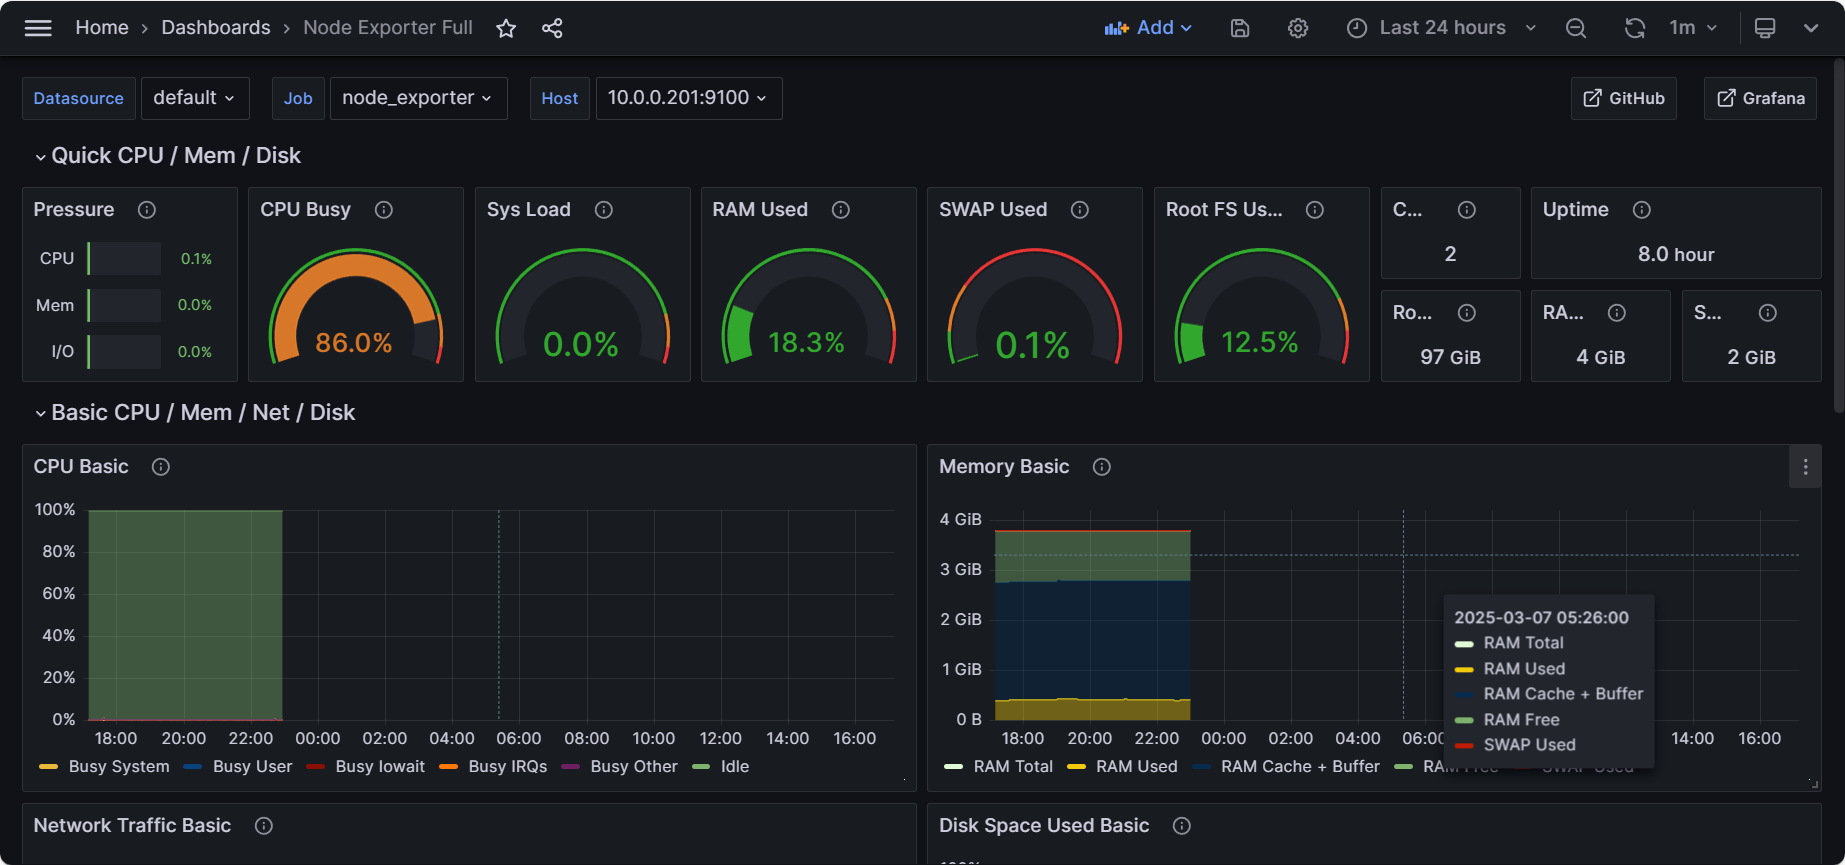 Home › Dashboards › Node Exporter Full Add Last 24 hours 1m
Datasource default Job node_exporter Host 10.0.0.201:9100 GitHub Grafana
Quick CPU / Mem / Disk
Pressure CPU Busy Sys Load RAM Used SWAP Used Root FS Us... C... Uptime
CPU 0.1%
Mem 0.0%
I/O 0.0%
86.0% 0.0% 18.3% 0.1% 12.5%
2 8.0 hour
Ro... RA... S...
97 GiB 4 GiB 2 GiB
Basic CPU / Mem / Net / Disk
CPU Basic
100%
80%
60%
40%
20%
0%
18:00 20:00 22:00 00:00 02:00 04:00 06:00 08:00 10:00 12:00 14:00 16:00
Busy System Busy User Busy Iowait Busy IRQs Busy Other Idle
Memory Basic
4 GiB
3 GiB
2 GiB
1 GiB
0 B
18:00 20:00 22:00 00:00 02:00 04:00 06:00 14:00 16:00
RAM Total RAM Used RAM Cache + Buffer RAM Free SWAP Used
2025-03-07 05:26:00
RAM Total
RAM Used
RAM Cache + Buffer
RAM Free
SWAP Used
Network Traffic Basic
Disk Space Used Basic
100%